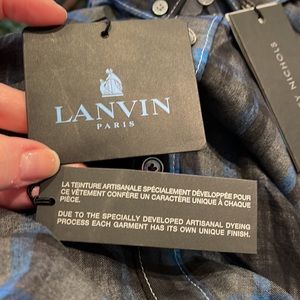 LANVIN
PARIS
Y NICHOLS
LA TEINTURE ARTISANALE SPÉCIALEMENT DÉVELOPPÉE POUR
CE VÊTEMENT CONFÈRE UN CARACTÈRE UNIQUE À CHAQUE
PIÈCE.
DUE TO THE SPECIALLY DEVELOPED ARTISANAL DYEING
PROCESS EACH GARMENT HAS ITS OWN UNIQUE FINISH.